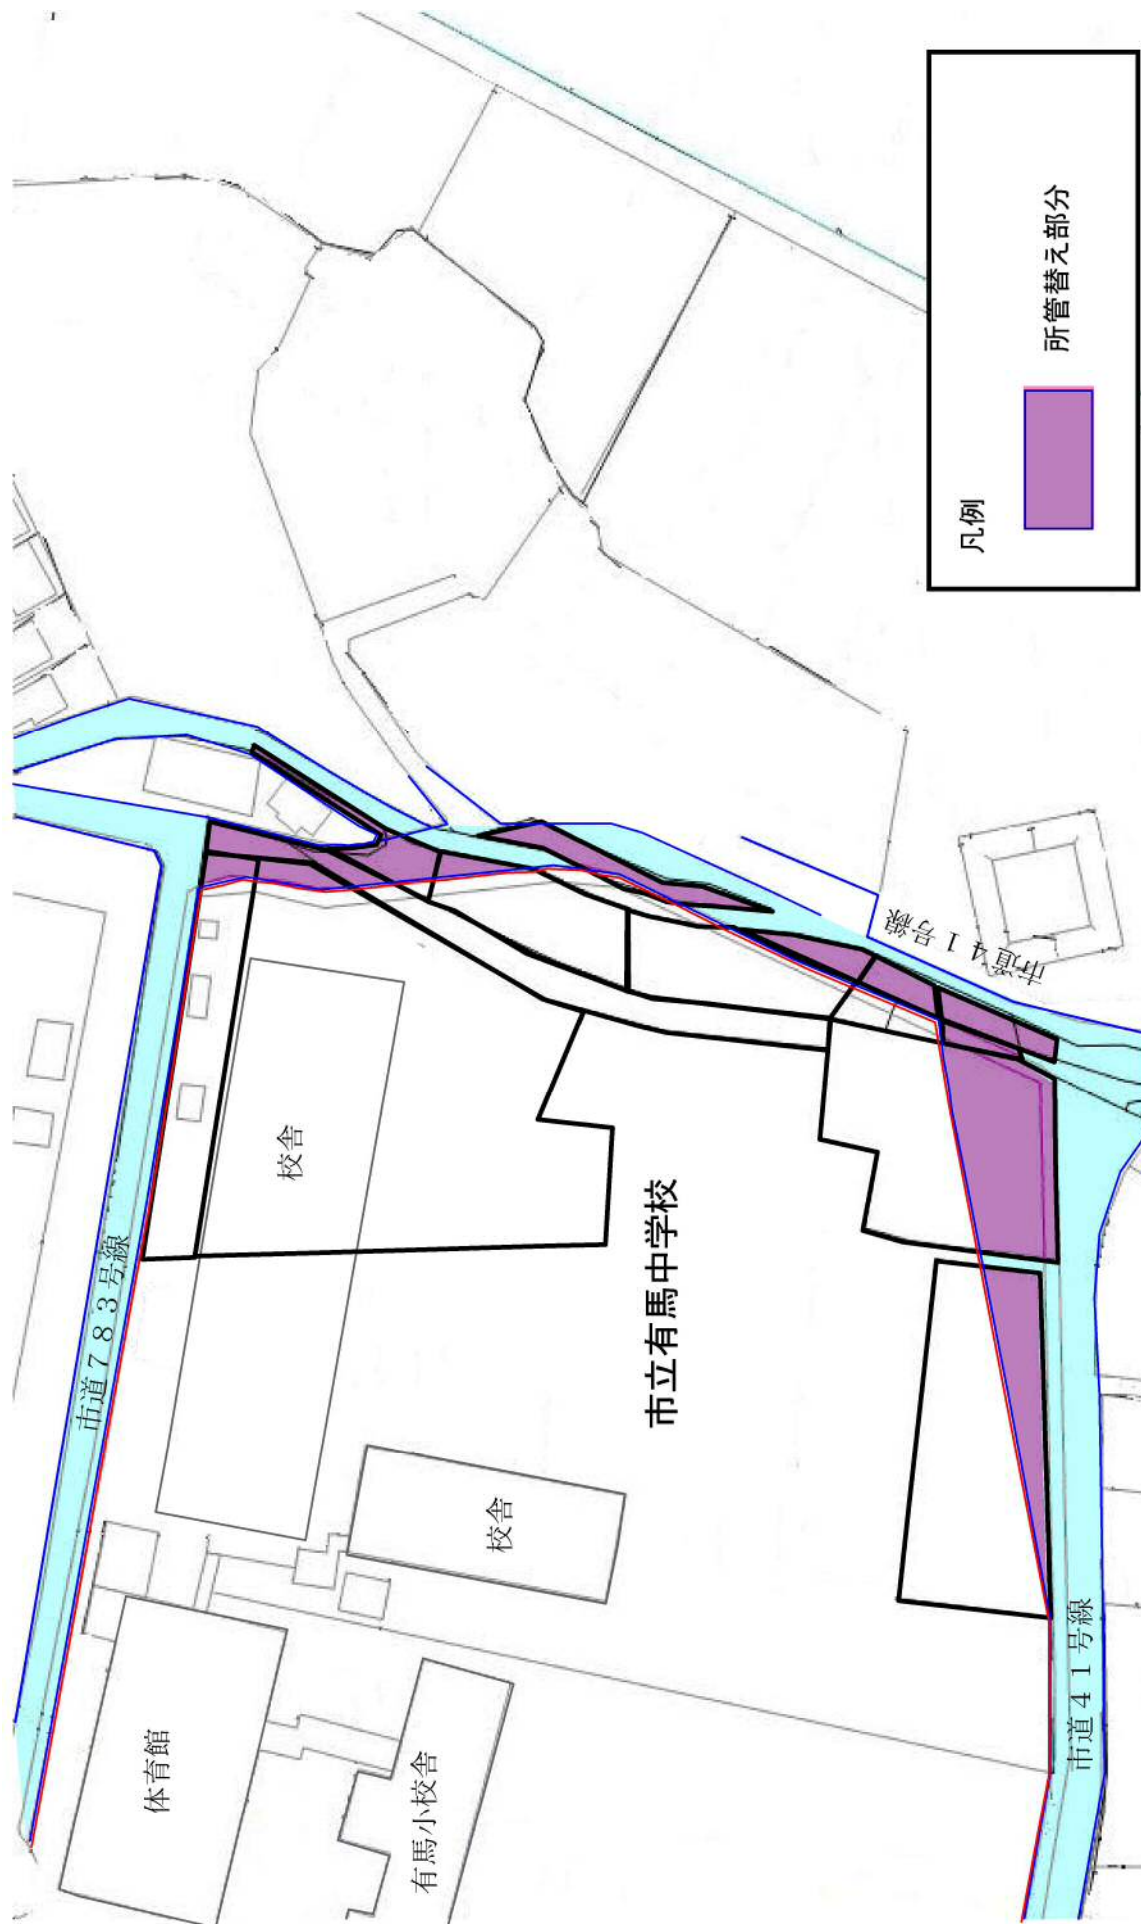 市道７８３号線
校舎
体育館
校舎
有馬小校舎
市立有馬中学校
市道４１号線
市道４１号線
凡例
所管替え部分